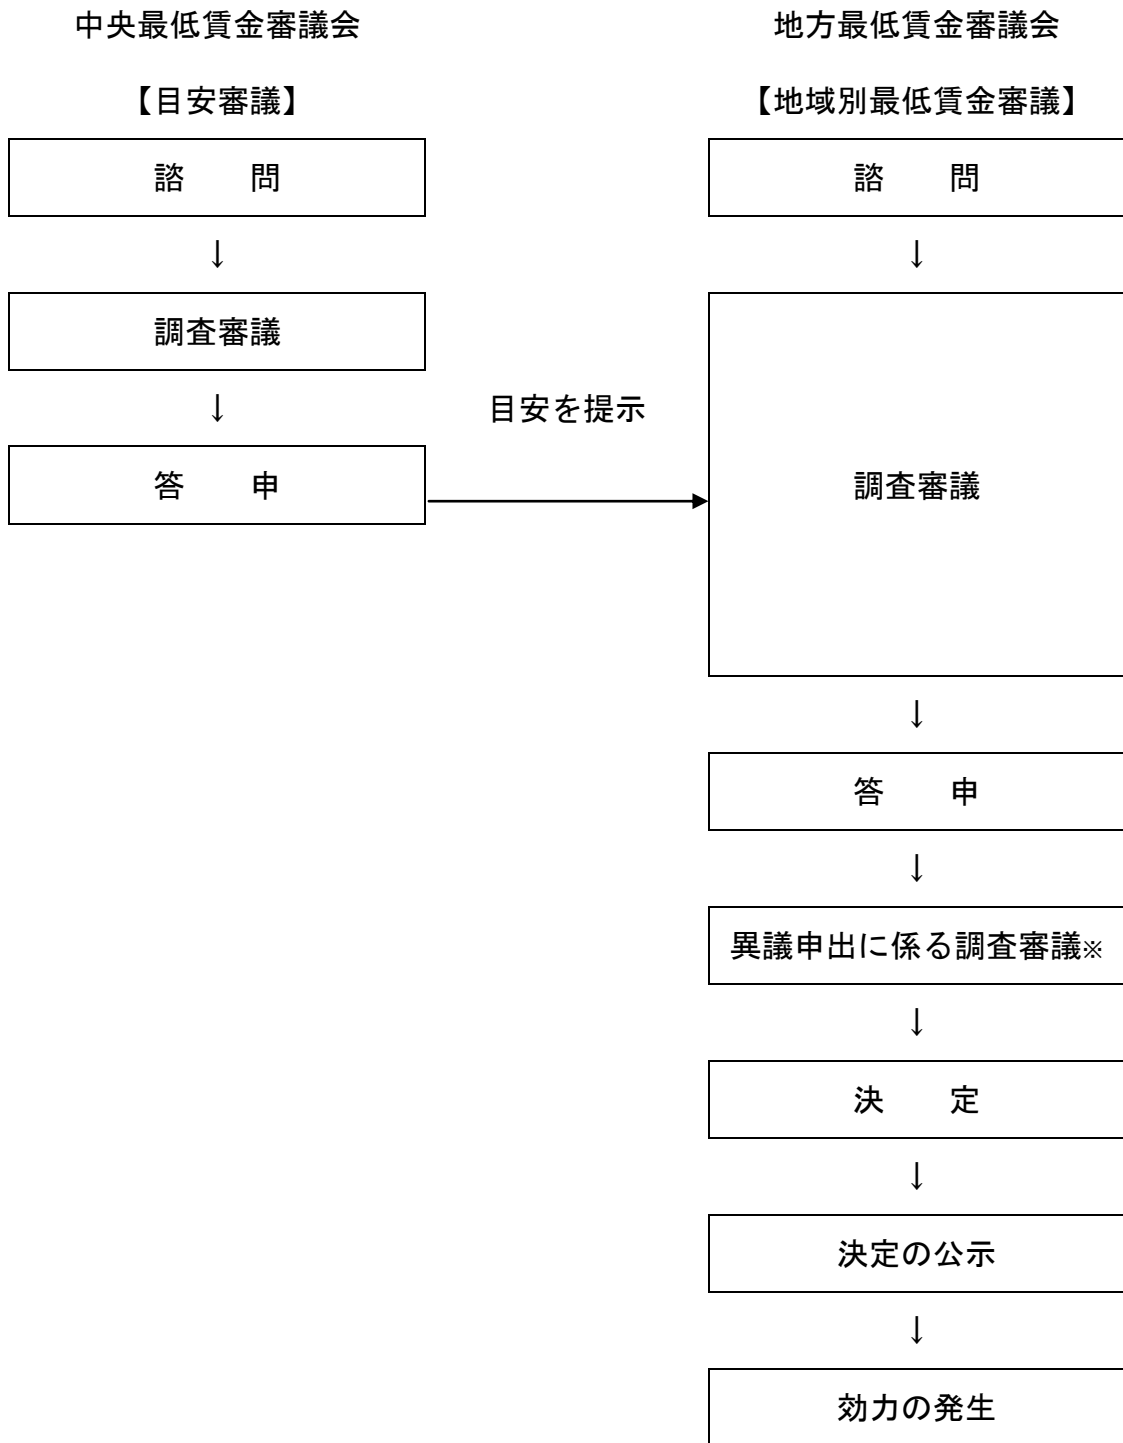 中央最低賃金審議会
【目安審議】
諮　　問
↓
調査審議
↓
答　　申
目安を提示
地方最低賃金審議会
【地域別最低賃金審議】
諮　　問
↓
調査審議
↓
答　　申
↓
異議申出に係る調査審議※
↓
決　　定
↓
決定の公示
↓
効力の発生